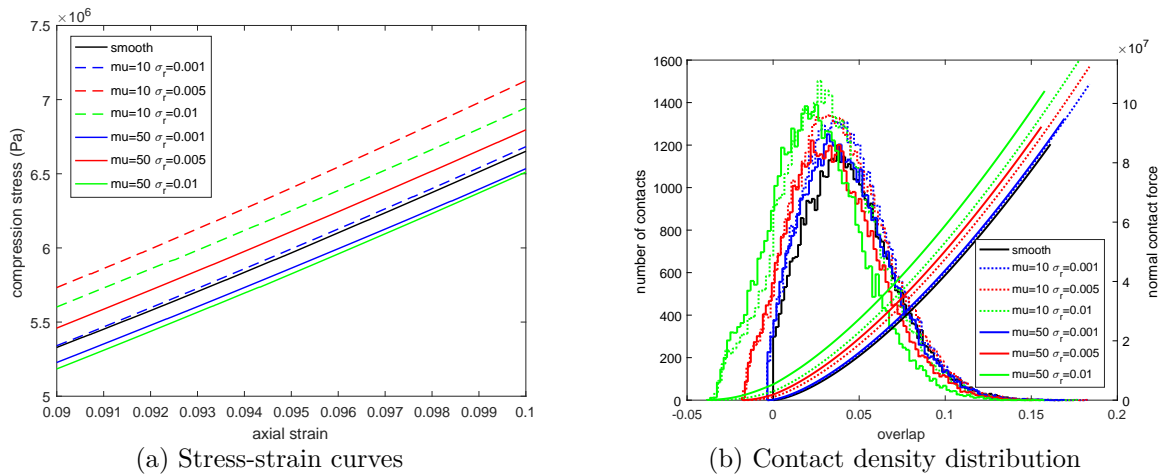 ×10⁶
7.5
7
6.5
6
5.5
5
compression stress (Pa)
smooth
mu=10 σr=0.001
mu=10 σr=0.005
mu=10 σr=0.01
mu=50 σr=0.001
mu=50 σr=0.005
mu=50 σr=0.01
0.09 0.091 0.092 0.093 0.094 0.095 0.096 0.097 0.098 0.099 0.1
axial strain
(a) Stress-strain curves
×10⁷
1600
1400
1200
1000
800
600
400
200
0
number of contacts
10
8
6
4
2
0
normal contact force
smooth
mu=10 σr=0.001
mu=10 σr=0.005
mu=10 σr=0.01
mu=50 σr=0.001
mu=50 σr=0.005
mu=50 σr=0.01
-0.05 0 0.05 0.1 0.15 0.2
overlap
(b) Contact density distribution